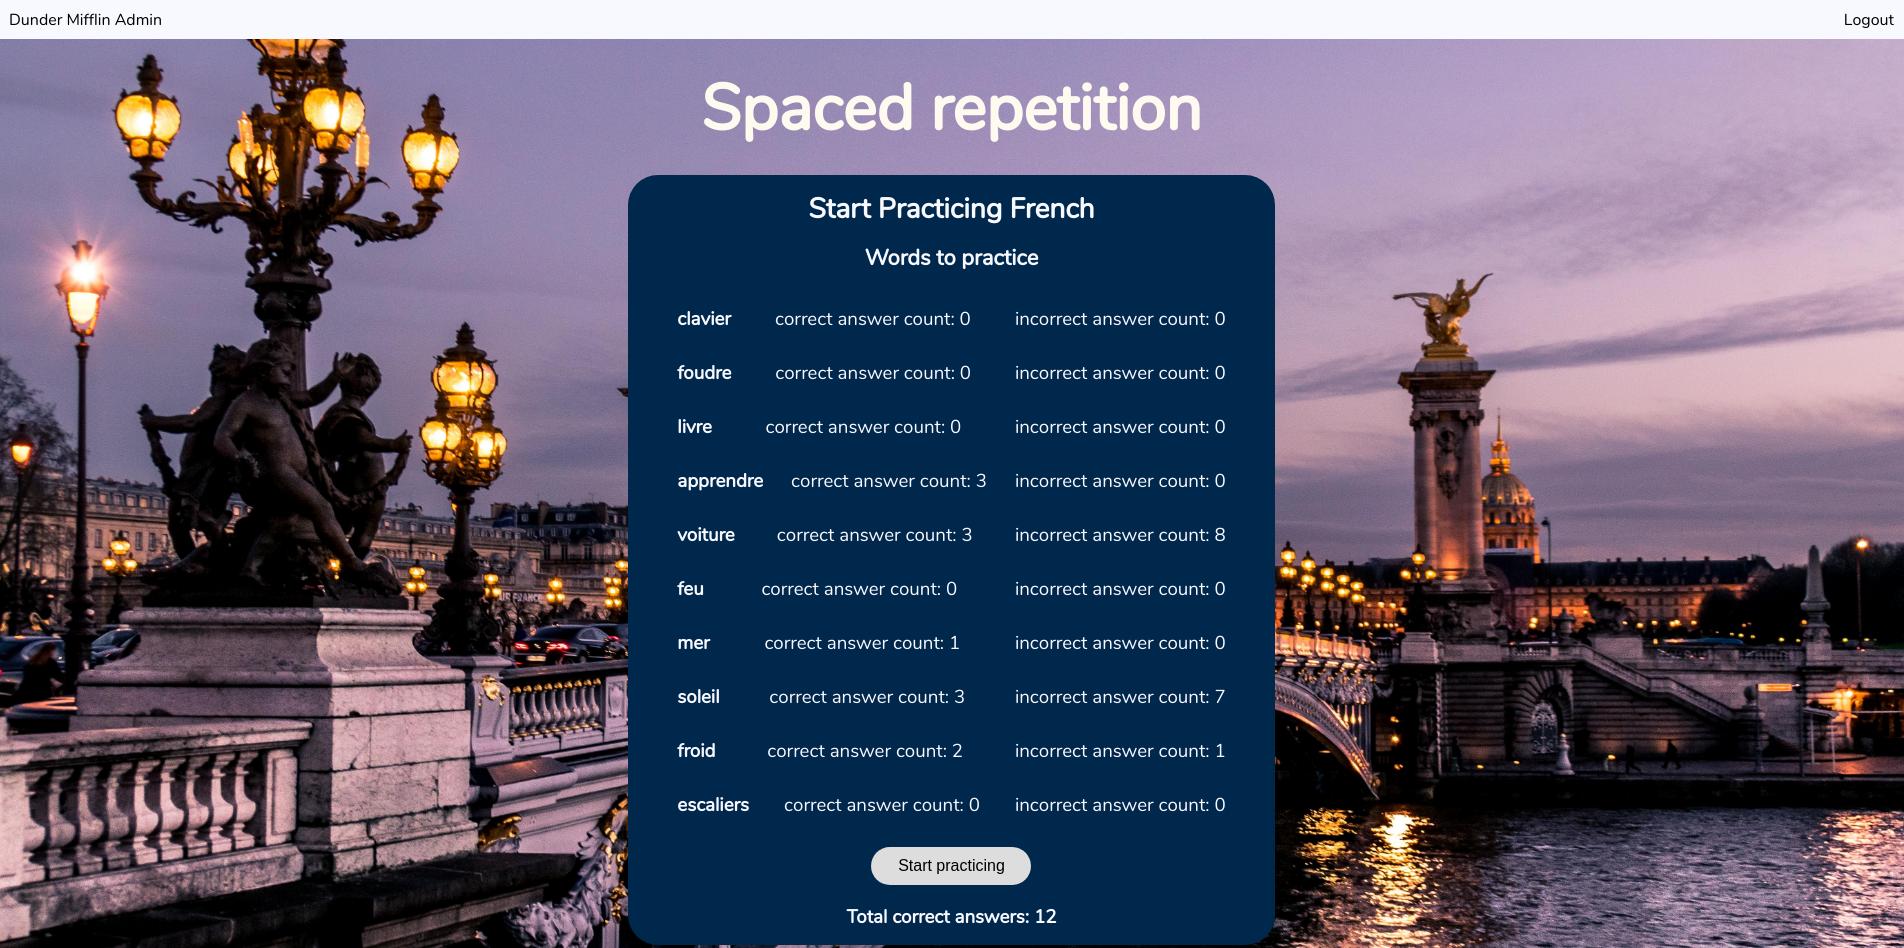 Dunder Mifflin Admin Logout
Spaced repetition
Start Practicing French
Words to practice
clavier correct answer count: 0 incorrect answer count: 0
foudre correct answer count: 0 incorrect answer count: 0
livre correct answer count: 0 incorrect answer count: 0
apprendre correct answer count: 3 incorrect answer count: 0
voiture correct answer count: 3 incorrect answer count: 8
feu correct answer count: 0 incorrect answer count: 0
mer correct answer count: 1 incorrect answer count: 0
soleil correct answer count: 3 incorrect answer count: 7
froid correct answer count: 2 incorrect answer count: 1
escaliers correct answer count: 0 incorrect answer count: 0
Start practicing
Total correct answers: 12